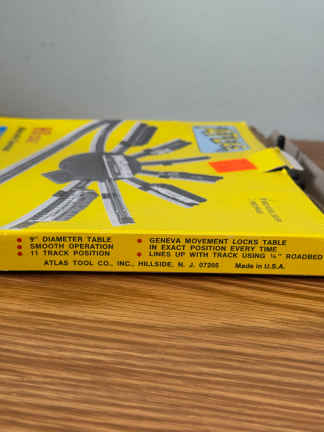 ATLAS
9" DIAMETER TABLE
SMOOTH OPERATION
11 TRACK POSITION
GENEVA MOVEMENT LOCKS TABLE
IN EXACT POSITION EVERY TIME
LINES UP WITH TRACK USING ¼" ROADBED
ATLAS TOOL CO., INC., HILLSIDE, N. J. 07205 Made in U.S.A.